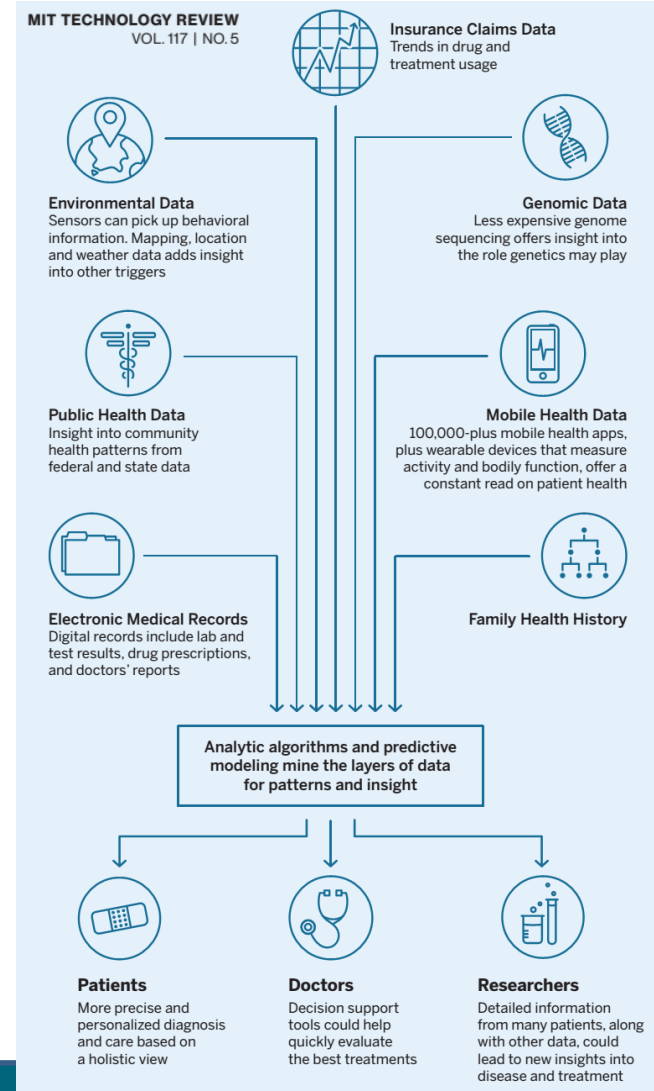 MIT TECHNOLOGY REVIEW
VOL. 117 | NO. 5
Insurance Claims Data
Trends in drug and
treatment usage
Environmental Data
Sensors can pick up behavioral
information. Mapping, location
and weather data adds insight
into other triggers
Genomic Data
Less expensive genome
sequencing offers insight into
the role genetics may play
Public Health Data
Insight into community
health patterns from
federal and state data
Mobile Health Data
100,000-plus mobile health apps,
plus wearable devices that measure
activity and bodily function, offer a
constant read on patient health
Electronic Medical Records
Digital records include lab and
test results, drug prescriptions,
and doctors' reports
Family Health History
Analytic algorithms and predictive
modeling mine the layers of data
for patterns and insight
Patients
More precise and
personalized diagnosis
and care based on
a holistic view
Doctors
Decision support
tools could help
quickly evaluate
the best treatments
Researchers
Detailed information
from many patients, along
with other data, could
lead to new insights into
disease and treatment